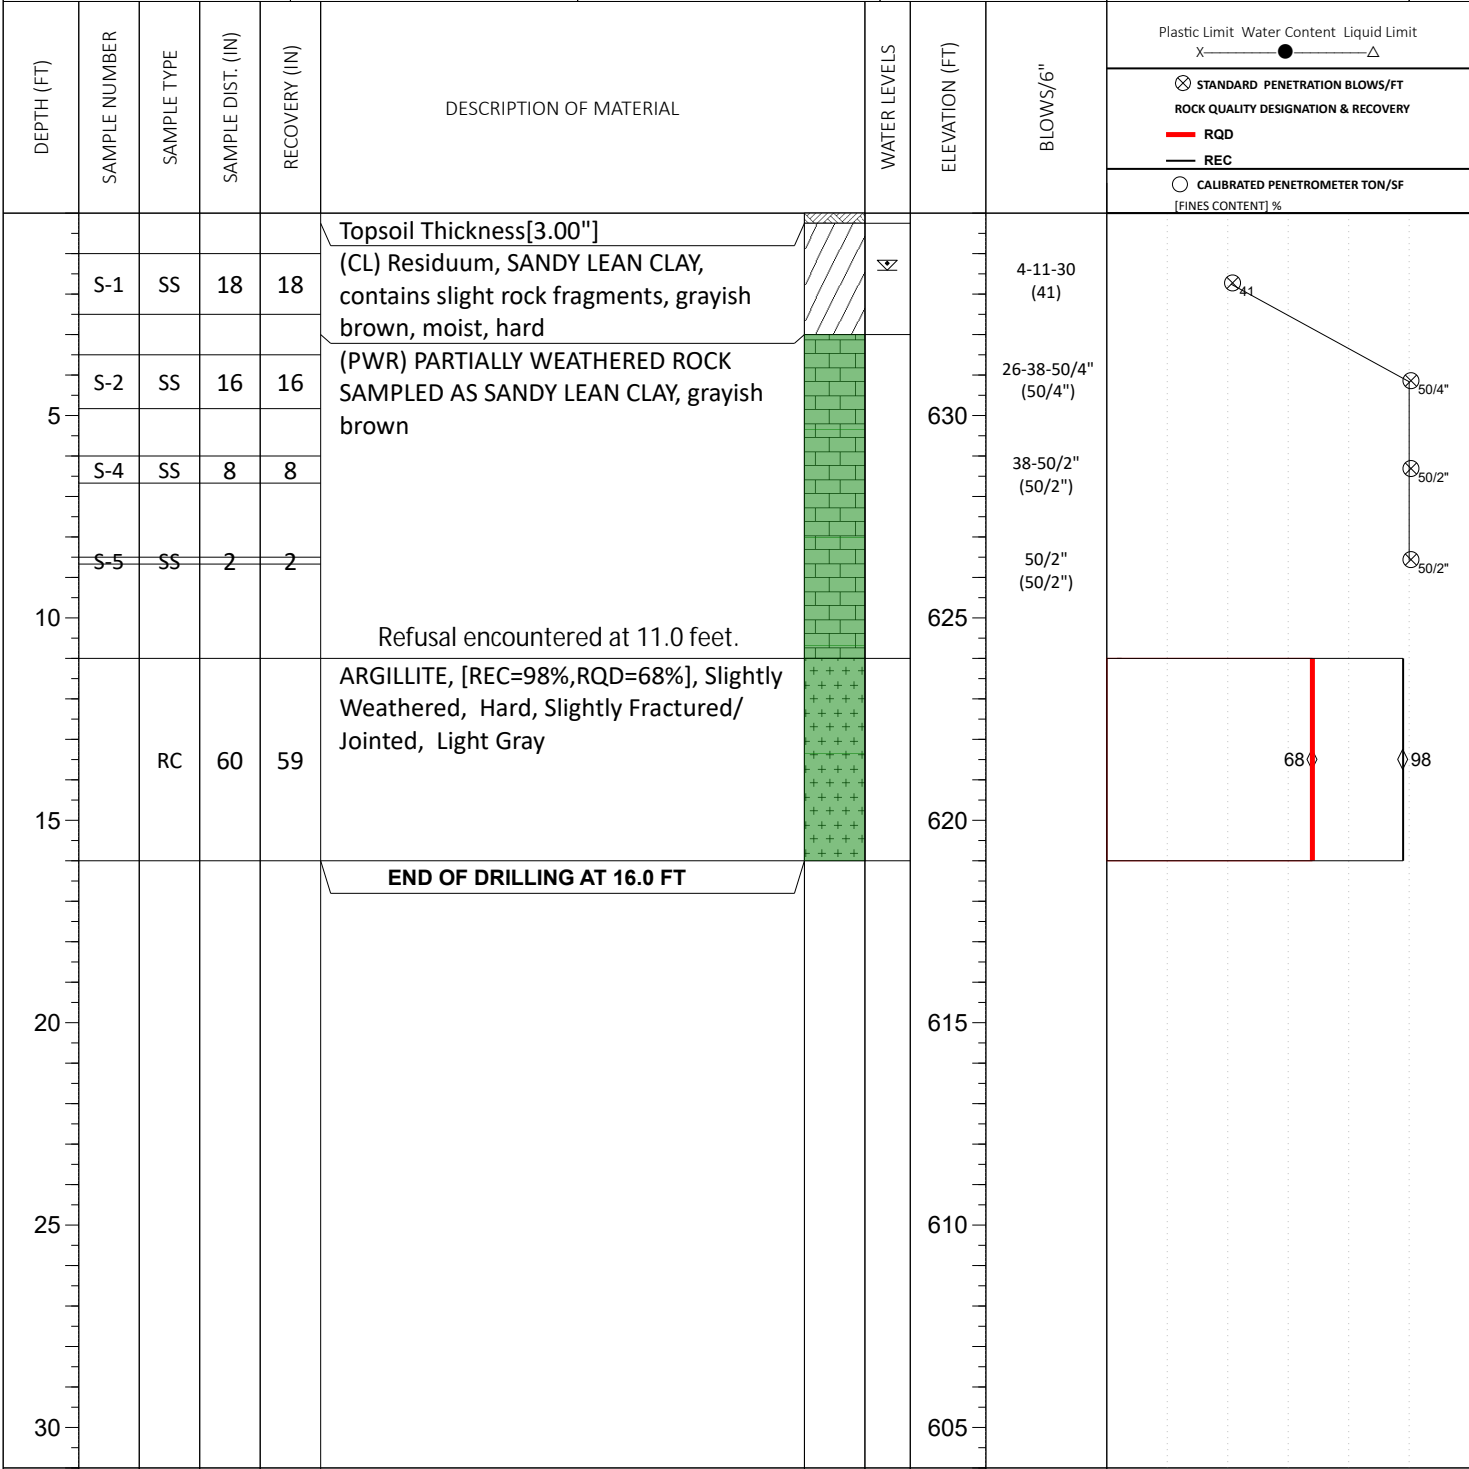 DEPTH (FT)
SAMPLE NUMBER
SAMPLE TYPE
SAMPLE DIST. (IN)
RECOVERY (IN)
DESCRIPTION OF MATERIAL
WATER LEVELS
ELEVATION (FT)
BLOWS/6"
Plastic Limit Water Content Liquid Limit
X
STANDARD PENETRATION BLOWS/FT
ROCK QUALITY DESIGNATION & RECOVERY
RQD
REC
CALIBRATED PENETROMETER TON/SF
[FINES CONTENT] %
Topsoil Thickness[3.00"]
(CL) Residuum, SANDY LEAN CLAY,
contains slight rock fragments, grayish
brown, moist, hard
S-1 SS 18 18
4-11-30
(41)
41
(PWR) PARTIALLY WEATHERED ROCK
SAMPLED AS SANDY LEAN CLAY, grayish
brown
S-2 SS 16 16
26-38-50/4"
(50/4")
50/4"
5 630
S-4 SS 8 8
38-50/2"
(50/2")
50/2"
S-5 SS 2 2
50/2"
(50/2")
50/2"
10 625
Refusal encountered at 11.0 feet.
ARGILLITE, [REC=98%,RQD=68%], Slightly
Weathered, Hard, Slightly Fractured/
Jointed, Light Gray
RC 60 59
68 98
15 620
END OF DRILLING AT 16.0 FT
20 615
25 610
30 605